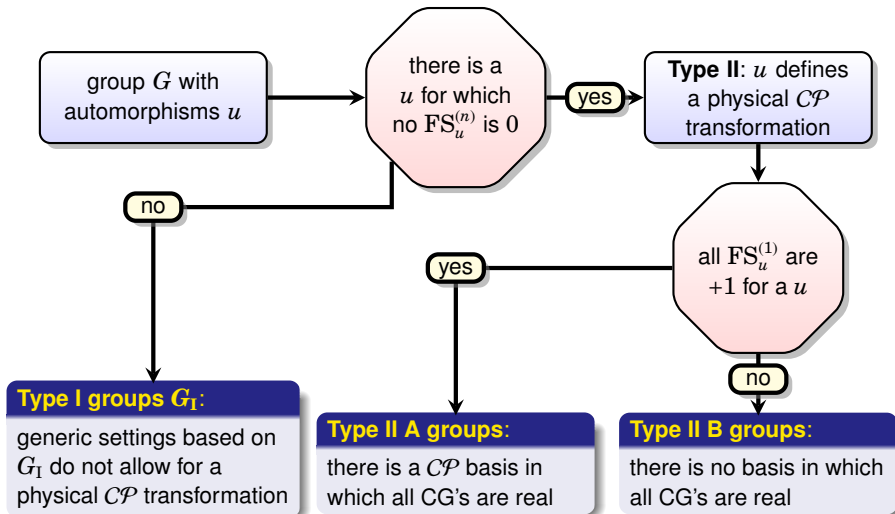 group G with
automorphisms u
there is a
u for which
no FS_u^(n) is 0
yes
Type II: u defines
a physical CP
transformation
no
yes
all FS_u^(1) are
+1 for a u
no
Type I groups G_I:
generic settings based on
G_I do not allow for a
physical CP transformation
Type II A groups:
there is a CP basis in
which all CG's are real
Type II B groups:
there is no basis in which
all CG's are real